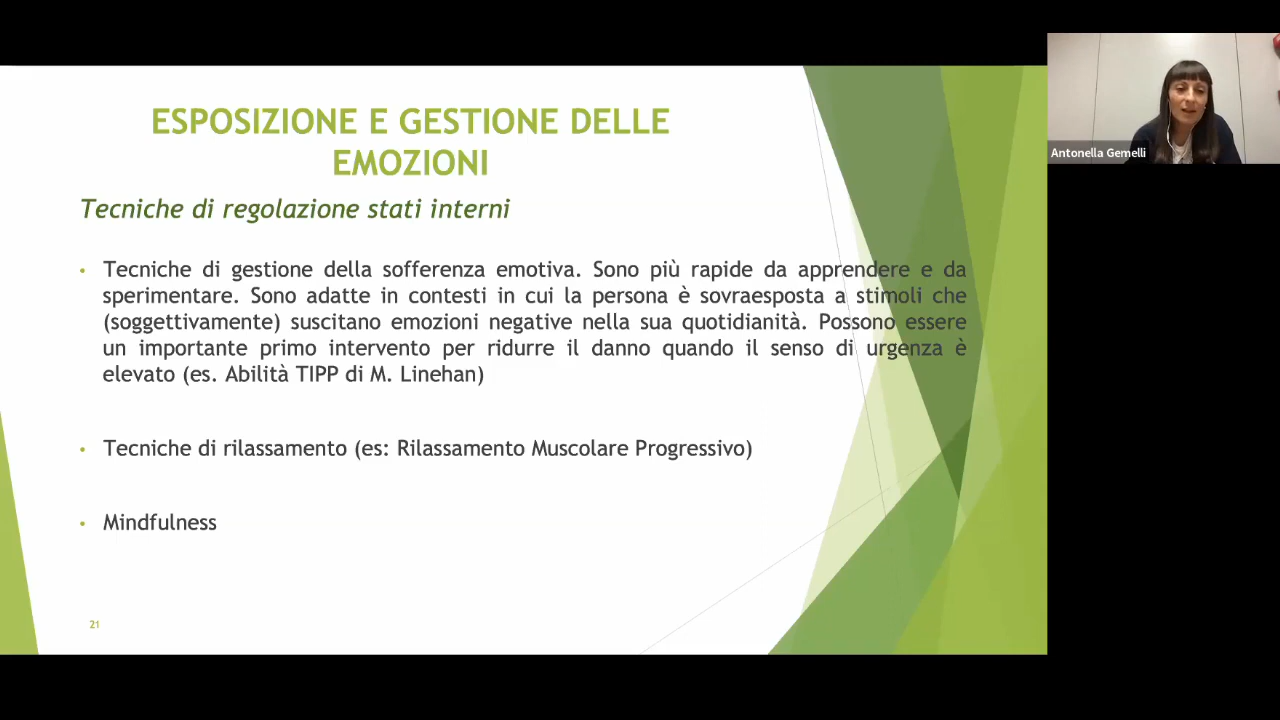 ESPOSIZIONE E GESTIONE DELLE
EMOZIONI
Tecniche di regolazione stati interni
• Tecniche di gestione della sofferenza emotiva. Sono più rapide da apprendere e da
sperimentare. Sono adatte in contesti in cui la persona è sovraesposta a stimoli che
(soggettivamente) suscitano emozioni negative nella sua quotidianità. Possono essere
un importante primo intervento per ridurre il danno quando il senso di urgenza è
elevato (es. Abilità TIPP di M. Linehan)
• Tecniche di rilassamento (es: Rilassamento Muscolare Progressivo)
• Mindfulness
21
Antonella Gemelli